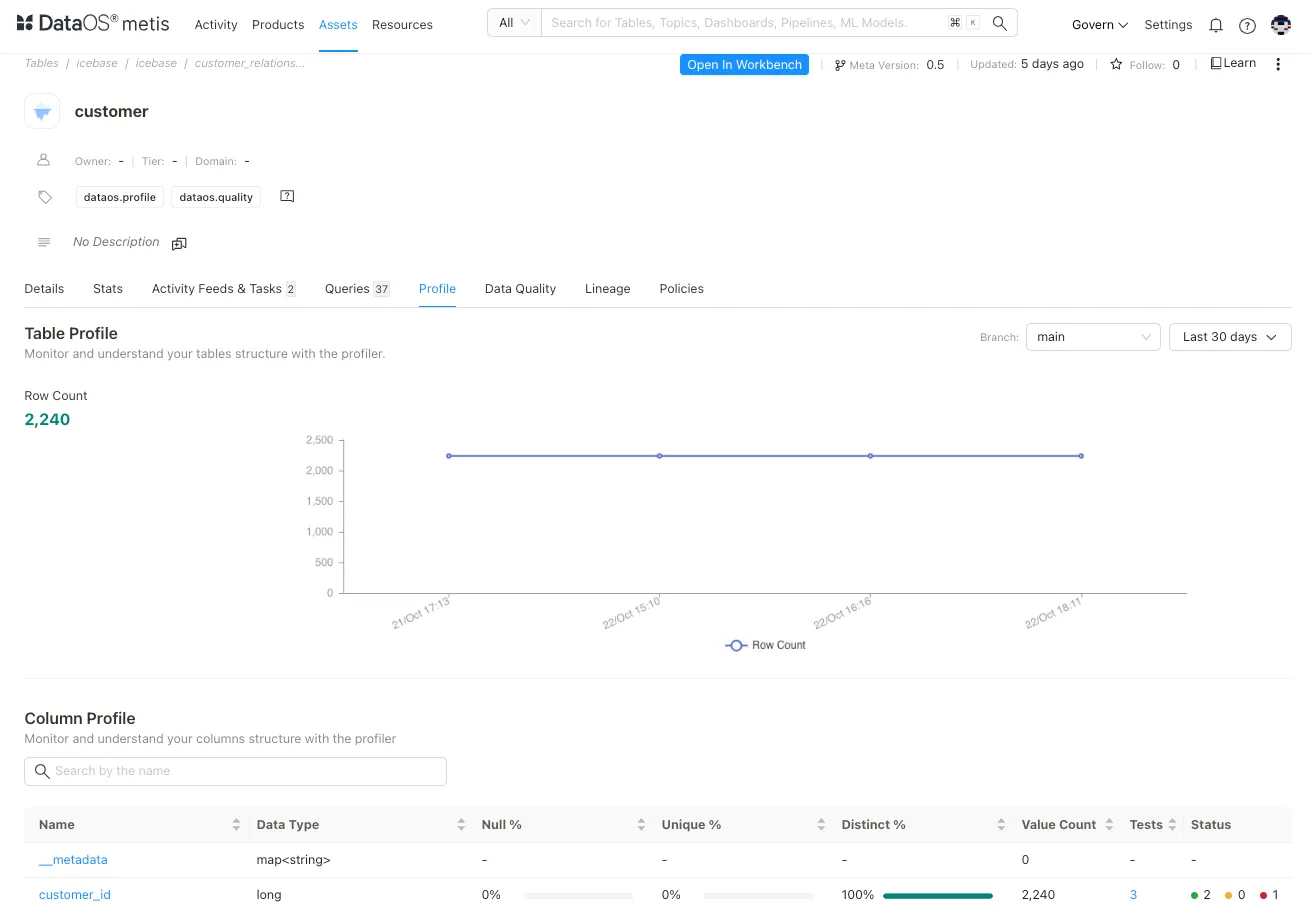 DataOS® metis Activity Products Assets Resources All Search for Tables, Topics, Dashboards, Pipelines, ML Models. ⌘ K Govern Settings
Tables / icebase / icebase / customer_relations... Open In Workbench Meta Version: 0.5 Updated: 5 days ago Follow: 0 Learn
customer
Owner: - Tier: - Domain: -
dataos.profile dataos.quality
No Description
Details Stats Activity Feeds & Tasks 2 Queries 37 Profile Data Quality Lineage Policies
Table Profile
Monitor and understand your tables structure with the profiler.
Branch: main Last 30 days
Row Count
2,240
2,500
2,000
1,500
1,000
500
0
21/Oct 17:13 22/Oct 15:10 22/Oct 16:16 22/Oct 18:11
Row Count
Column Profile
Monitor and understand your columns structure with the profiler
Search by the name
Name Data Type Null % Unique % Distinct % Value Count Tests Status
__metadata map<string> - - - 0 - -
customer_id long 0% 0% 100% 2,240 3 2 0 1